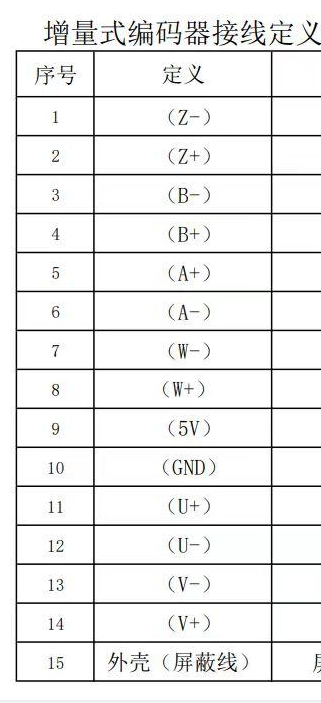 增量式编码器接线定义
序号 定义
1 (Z-)
2 (Z+)
3 (B-)
4 (B+)
5 (A+)
6 (A-)
7 (W-)
8 (W+)
9 (5V)
10 (GND)
11 (U+)
12 (U-)
13 (V-)
14 (V+)
15 外壳（屏蔽线）